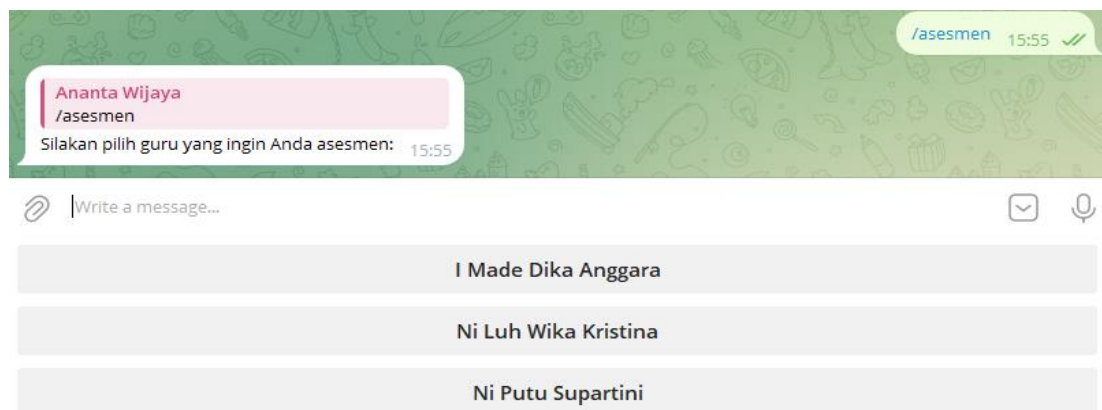 /asesmen 15:55
Ananta Wijaya
/asesmen
Silakan pilih guru yang ingin Anda asesmen: 15:55
Write a message...
I Made Dika Anggara
Ni Luh Wika Kristina
Ni Putu Supartini